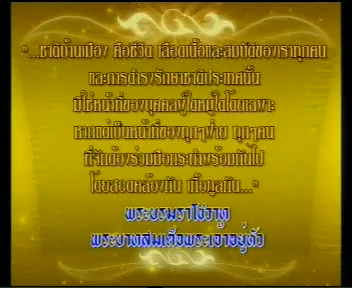 "...ชาติบ้านเมือง คือชีวิต เลือดเนื้อและสมบัติของเราทุกคน
และการดำรงรักษาชาติประเทศนั้น
มิใช่หน้าที่ของบุคคลผู้ใดหมู่ใดโดยเฉพาะ
หากแต่เป็นหน้าที่ของทุกๆฝ่าย ทุกๆคน
ที่จักต้องร่วมมือกระทำพร้อมกันไป
โดยสอดคล้องกัน เกื้อกูลกัน..."
พระบรมราโชวาท
พระบาทสมเด็จพระเจ้าอยู่หัว